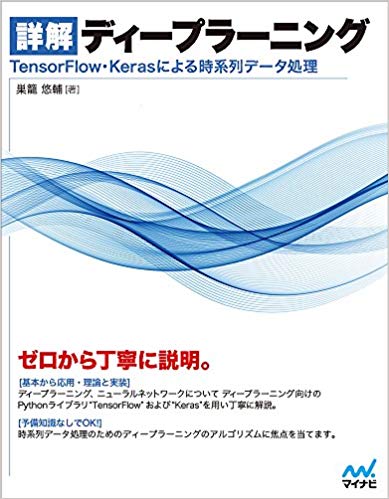 詳解 ディープラーニング
TensorFlow・Kerasによる時系列データ処理
巣籠 悠輔[著]
ゼロから丁寧に説明。
[基本から応用・理論と実装]
ディープラーニング、ニューラルネットワークについて ディープラーニング向けの
Pythonライブラリ"TensorFlow"および"Keras"を用い丁寧に解説。
[予備知識なしでOK!]
時系列データ処理のためのディープラーニングのアルゴリズムに焦点を当てます。
マイナビ